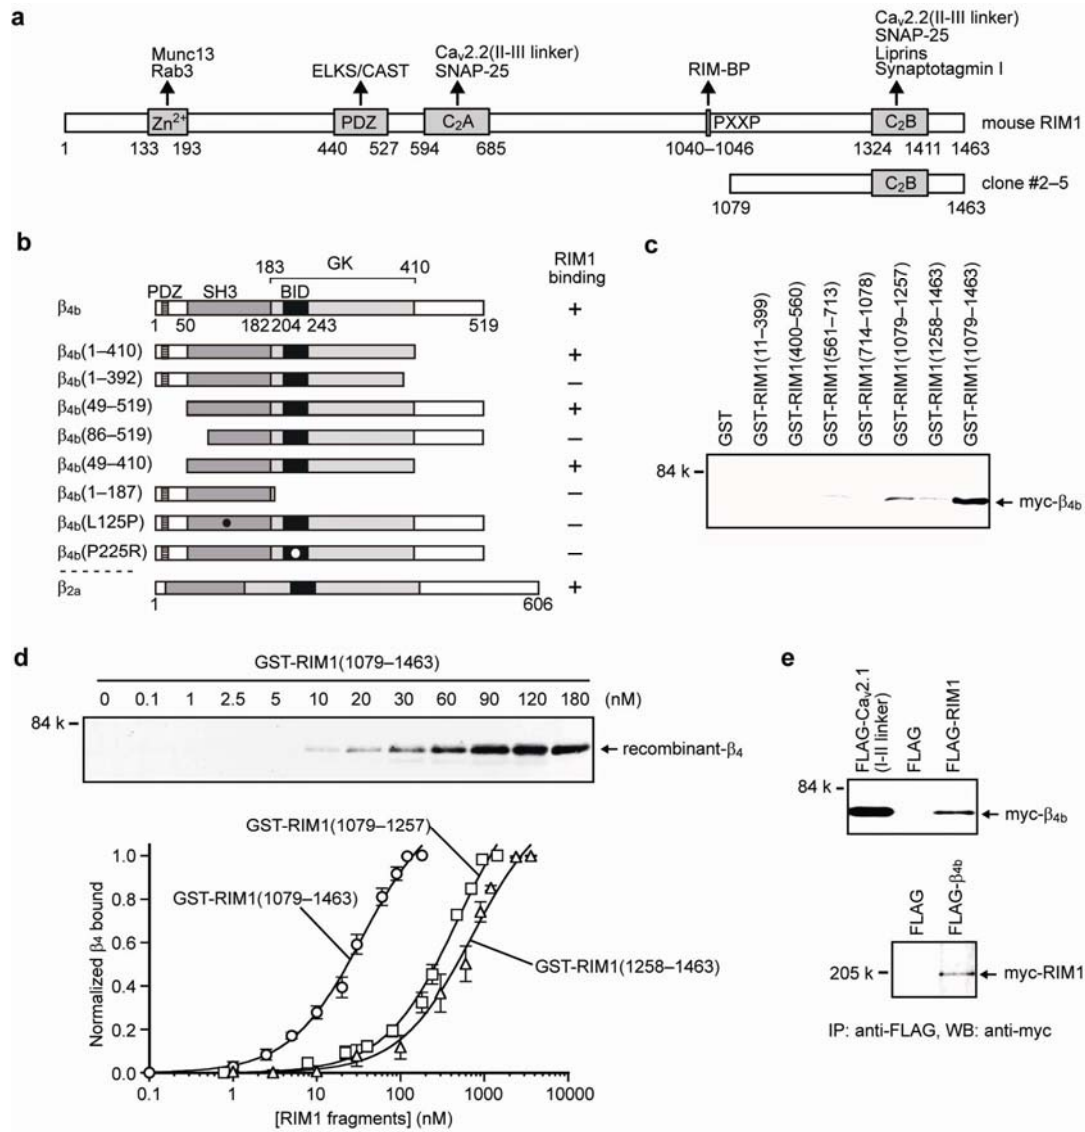 a
Munc13
Rab3
ELKS/CAST
Cav2.2(II-III linker)
SNAP-25
RIM-BP
Cav2.2(II-III linker)
SNAP-25
Liprins
Synaptotagmin I
Zn2+
PDZ
C2A
PXXP
C2B
mouse RIM1
1
133 193
440 527
594 685
1040–1046
1324 1411 1463
C2B
clone #2–5
1079
1463
b
183 GK 410
RIM1
binding
PDZ SH3 BID
β4b
+
1 50 182 204 243 519
β4b(1–410) +
β4b(1–392) –
β4b(49–519) +
β4b(86–519) –
β4b(49–410) +
β4b(1–187) –
β4b(L125P) –
β4b(P225R) –
β2a +
1 606
c
GST
GST-RIM1(11–399)
GST-RIM1(400–560)
GST-RIM1(561–713)
GST-RIM1(714–1078)
GST-RIM1(1079–1257)
GST-RIM1(1258–1463)
GST-RIM1(1079–1463)
84 k
myc-β4b
d
GST-RIM1(1079–1463)
0 0.1 1 2.5 5 10 20 30 60 90 120 180 (nM)
84 k
recombinant-β4
GST-RIM1(1079–1257)
GST-RIM1(1079–1463)
GST-RIM1(1258–1463)
Normalized β4 bound
1.0
0.8
0.6
0.4
0.2
0.0
0.1 1 10 100 1000 10000
[RIM1 fragments] (nM)
e
FLAG-Cav2.1
(I-II linker)
FLAG
FLAG-RIM1
84 k
myc-β4b
FLAG
FLAG-β4b
205 k
myc-RIM1
IP: anti-FLAG, WB: anti-myc